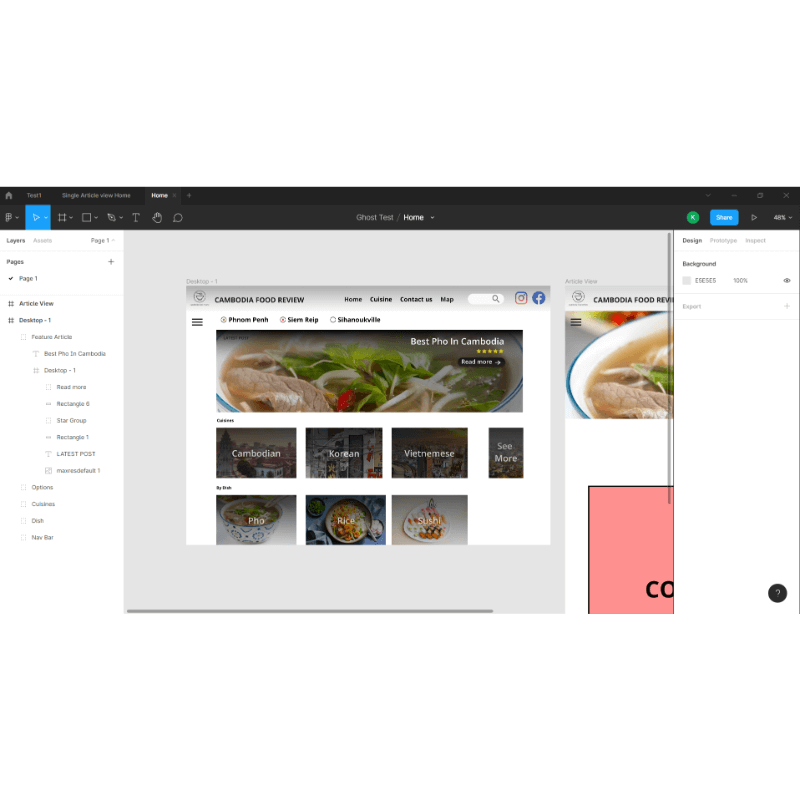 Test1 Single Article view Home Home
Ghost Test / Home
K Share 48%
Layers Assets Page 1
Pages
Page 1
Article View
Desktop - 1
Feature Article
Best Pho In Cambodia
Desktop - 1
Read more
Rectangle 6
Star Group
Rectangle 1
LATEST POST
maxresdefault 1
Options
Cuisines
Dish
Nav Bar
Desktop - 1
CAMBODIA FOOD REVIEW Home Cuisine Contact us Map
Phnom Penh Siem Reip Sihanoukville
LATEST POST
Best Pho In Cambodia
Read more
Cuisines
Cambodian Korean Vietnemese See More
By Dish
Pho Rice Sushi
Article View
CAMBODIA FOOD REVI
CO
Design Prototype Inspect
Background
E5E5E5 100%
Export
?